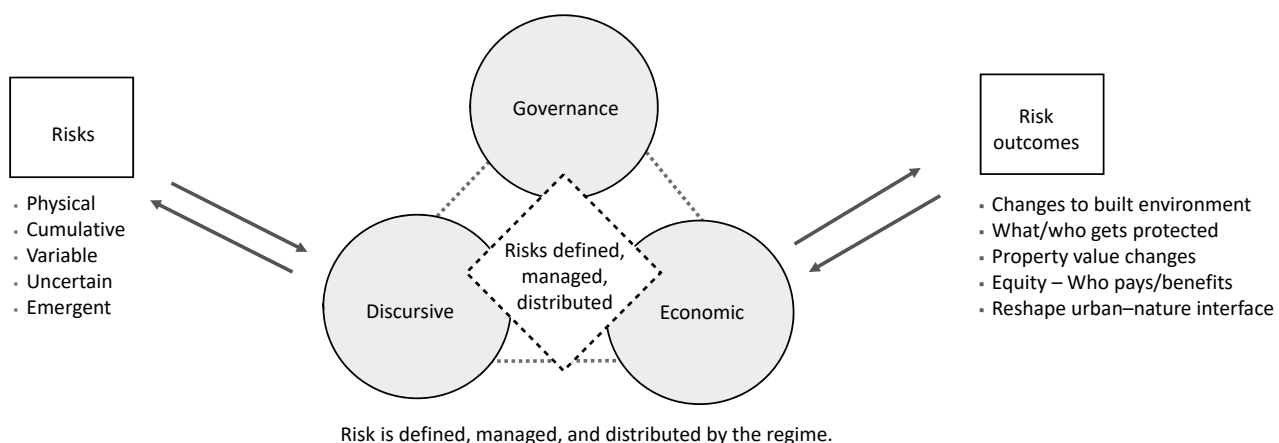 Governance
Risks
Risk
outcomes
▪ Physical
▪ Cumulative
▪ Variable
▪ Uncertain
▪ Emergent
Discursive
Risks defined,
managed,
distributed
Economic
▪ Changes to built environment
▪ What/who gets protected
▪ Property value changes
▪ Equity – Who pays/benefits
▪ Reshape urban–nature interface
Risk is defined, managed, and distributed by the regime.